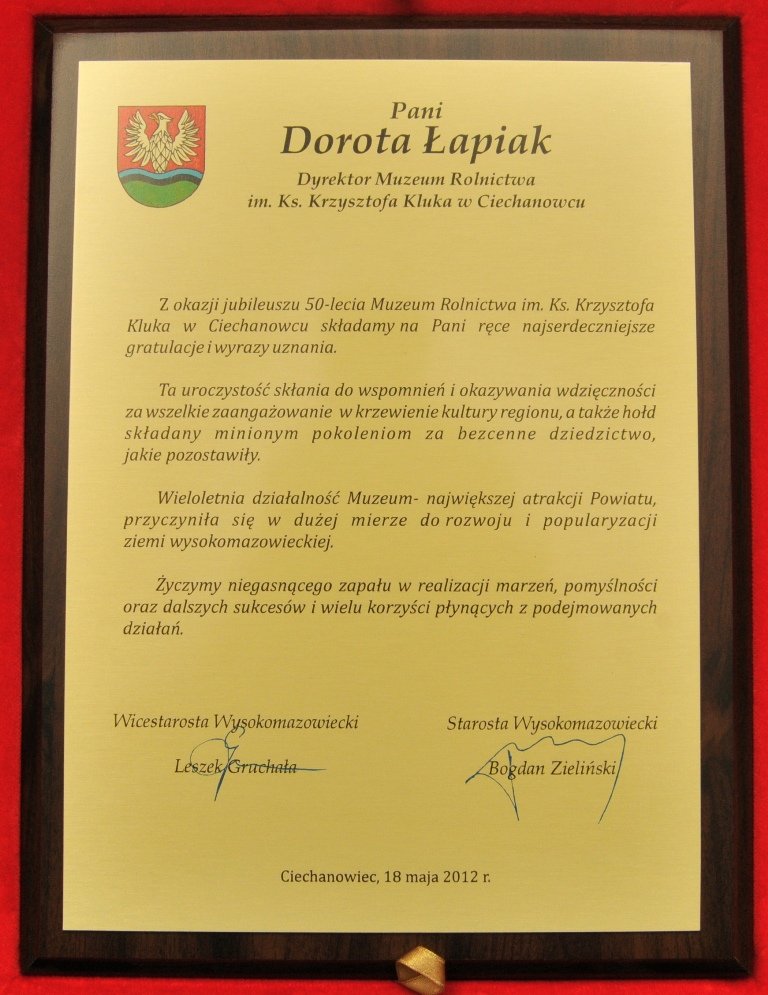 Pani
Dorota Łapiak
Dyrektor Muzeum Rolnictwa
im. Ks. Krzysztofa Kluka w Ciechanowcu
Z okazji jubileuszu 50-lecia Muzeum Rolnictwa im. Ks. Krzysztofa
Kluka w Ciechanowcu składamy na Pani ręce najserdeczniejsze
gratulacje i wyrazy uznania.
Ta uroczystość skłania do wspomnień i okazywania wdzięczności
za wszelkie zaangażowanie w krzewienie kultury regionu, a także hołd
składany minionym pokoleniom za bezcenne dziedzictwo,
jakie pozostawiły.
Wieloletnia działalność Muzeum- największej atrakcji Powiatu,
przyczyniła się w dużej mierze do rozwoju i popularyzacji
ziemi wysokomazowieckiej.
Życzymy niegasnącego zapału w realizacji marzeń, pomyślności
oraz dalszych sukcesów i wielu korzyści płynących z podejmowanych
działań.
Wicestarosta Wysokomazowiecki Starosta Wysokomazowiecki
Leszek Gruchała Bogdan Zieliński
Ciechanowiec, 18 maja 2012 r.